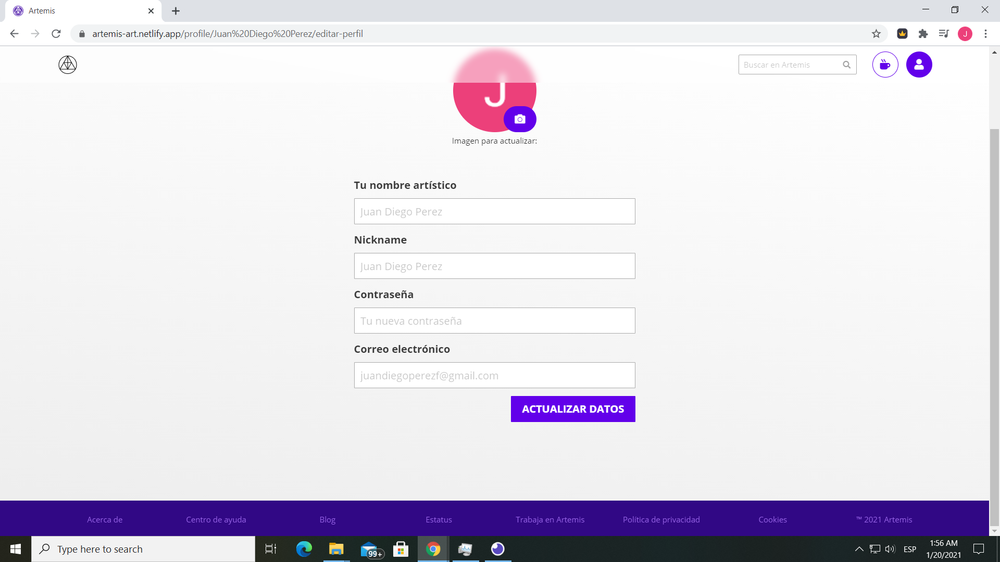 Artemis
artemis-art.netlify.app/profile/Juan%20Diego%20Perez/editar-perfil
J
Buscar en Artemis
J
Imagen para actualizar:
Tu nombre artístico
Juan Diego Perez
Nickname
Juan Diego Perez
Contraseña
Tu nueva contraseña
Correo electrónico
juandiegoperezf@gmail.com
ACTUALIZAR DATOS
Acerca de
Centro de ayuda
Blog
Estatus
Trabaja en Artemis
Política de privacidad
Cookies
™ 2021 Artemis
Type here to search
99+
ESP
1:56 AM
1/20/2021